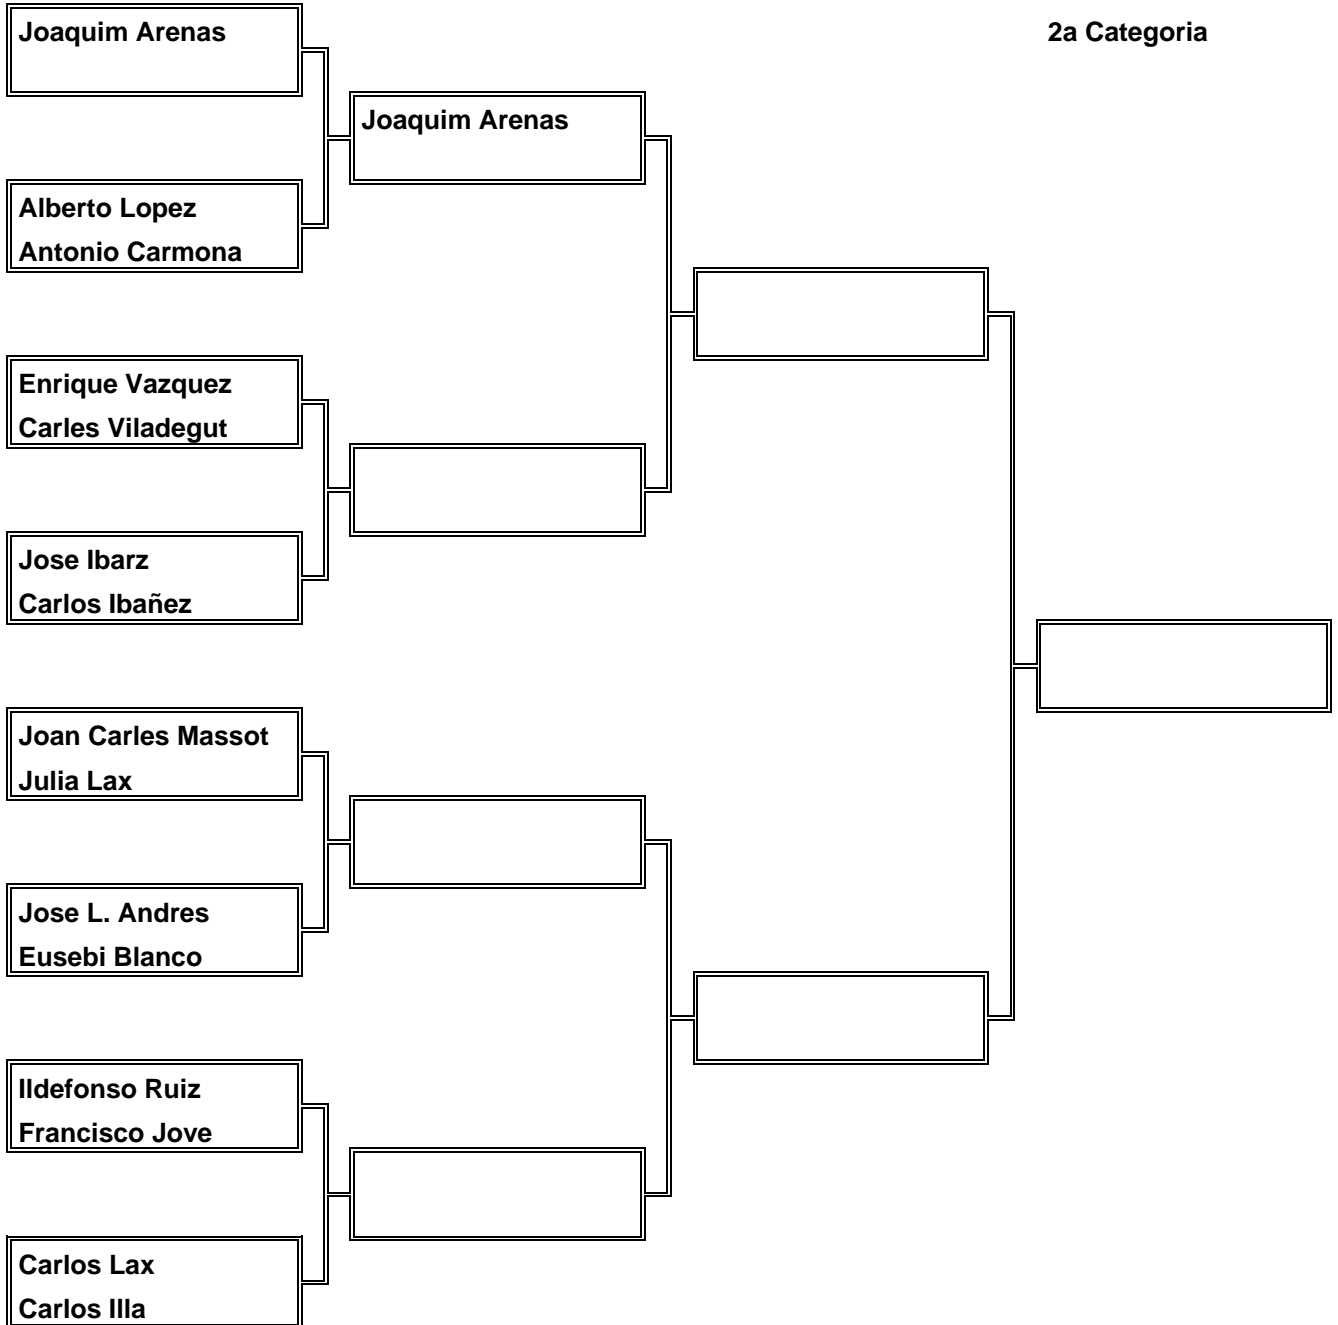 Joaquim Arenas
2a Categoria
Joaquim Arenas
Alberto Lopez
Antonio Carmona
Enrique Vazquez
Carles Viladegut
Jose Ibarz
Carlos Ibañez
Joan Carles Massot
Julia Lax
Jose L. Andres
Eusebi Blanco
Ildefonso Ruiz
Francisco Jove
Carlos Lax
Carlos Illa